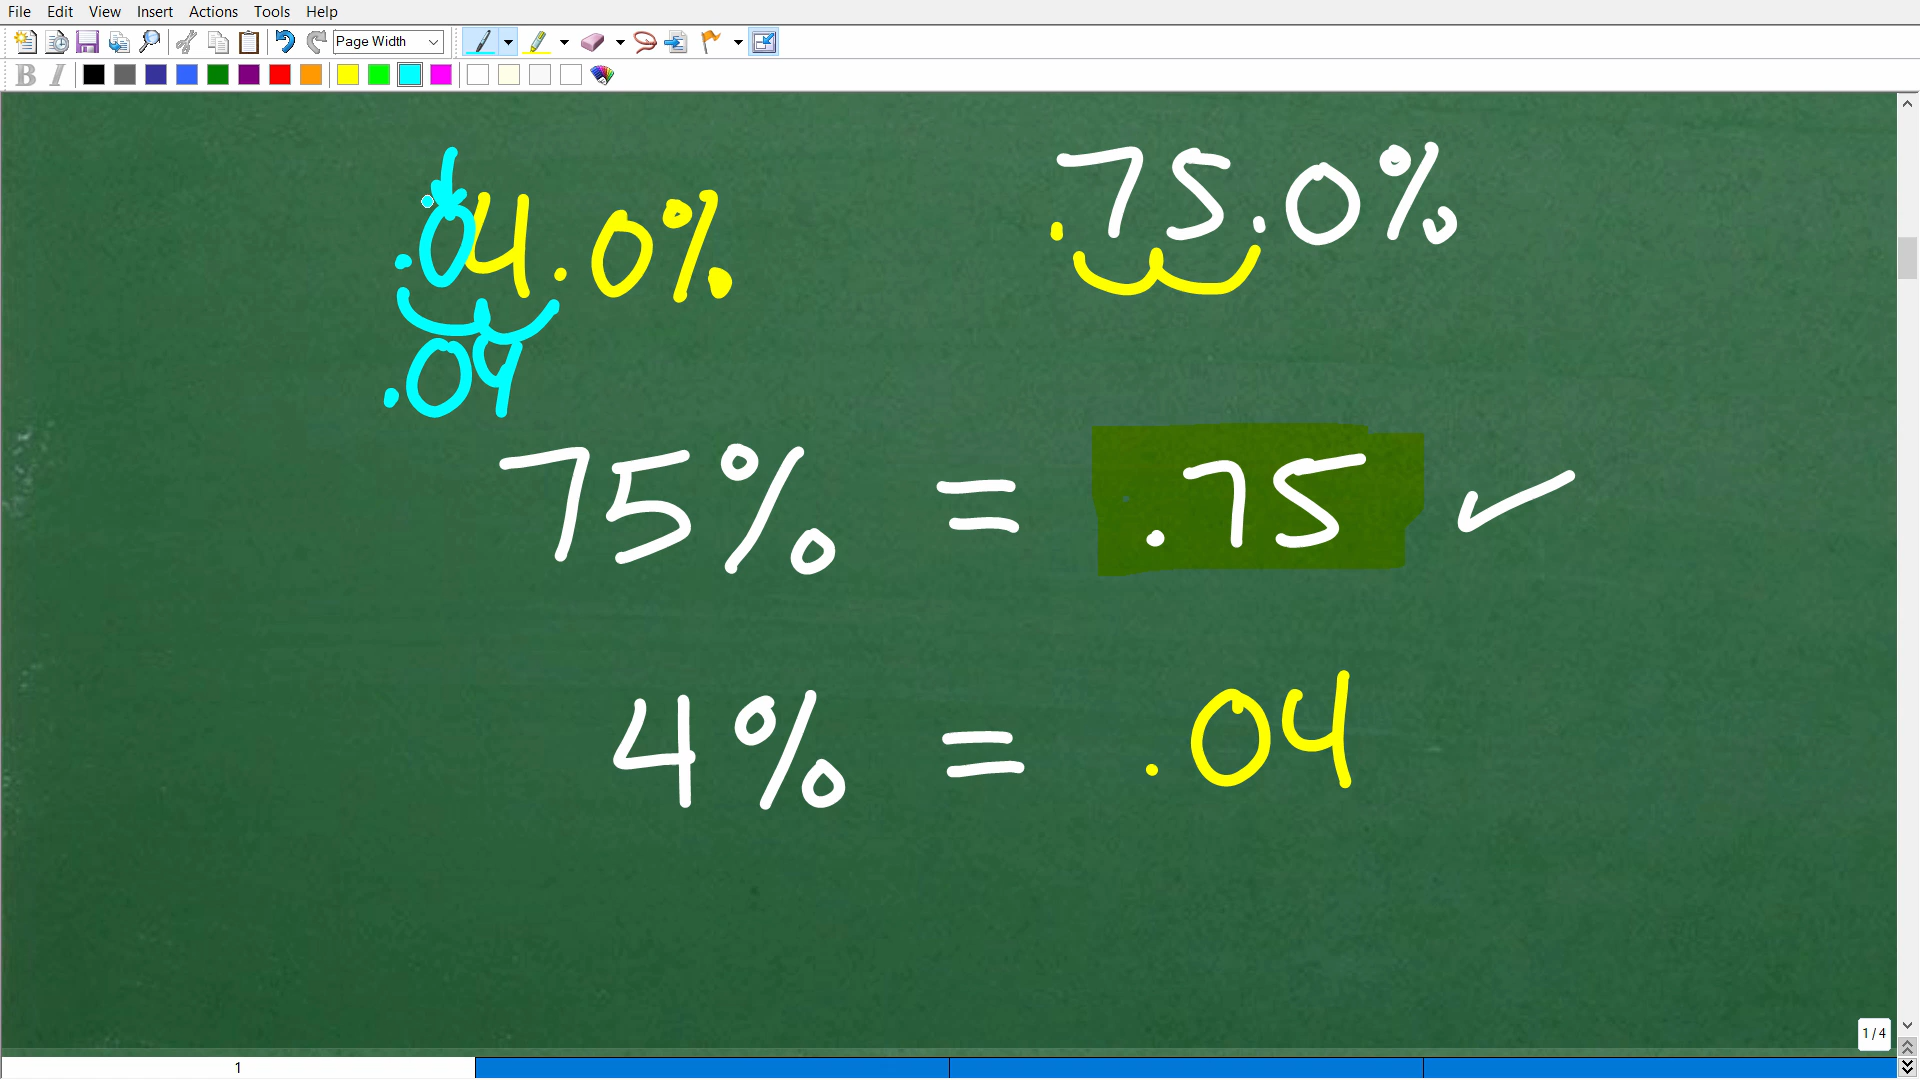 File Edit View Insert Actions Tools Help
Page Width
B I
.04.0%
.75.0%
.04
75% = .75
4% = .04
1 / 4
1